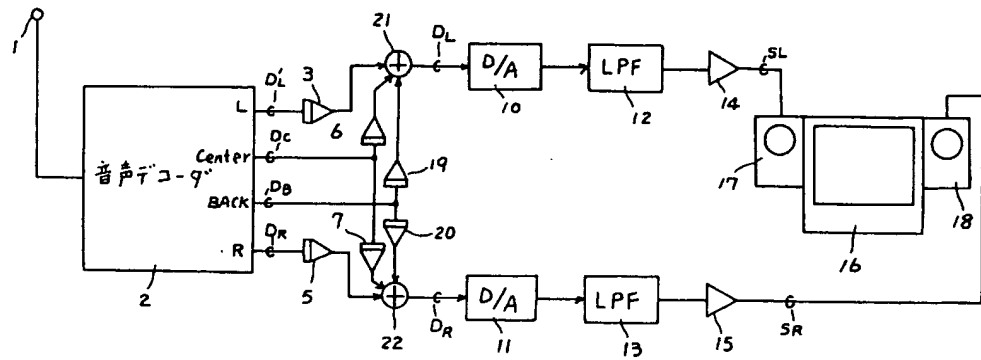 1
音声デコーダ
2
L
Center
BACK
R
DL'
DC
DB
DR
3
6
5
7
19
20
21
22
DL
DR
D/A
10
D/A
11
LPF
12
LPF
13
14
15
SL
SR
17
16
18